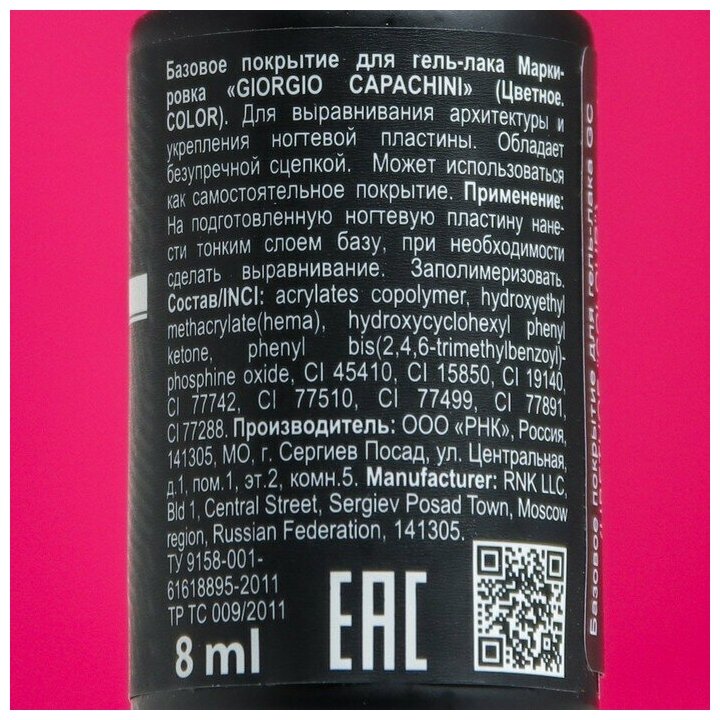 Базовое покрытие для гель-лака Марки-
ровка «GIORGIO CAPACHINI» (Цветное.
COLOR). Для выравнивания архитектуры и
укрепления ногтевой пластины. Обладает
безупречной сцепкой. Может использоваться
как самостоятельное покрытие. Применение:
На подготовленную ногтевую пластину нане-
сти тонким слоем базу, при необходимости
сделать выравнивание. Заполимеризовать.
Состав/INCI: acrylates copolymer, hydroxyethyl
methacrylate(hema), hydroxycyclohexyl phenyl
ketone, phenyl bis(2,4,6-trimethylbenzoyl)-
phosphine oxide, CI 45410, CI 15850, CI 19140,
CI 77742, CI 77510, CI 77499, CI 77891,
CI 77288. Производитель: ООО «РНК», Россия,
141305, МО, г. Сергиев Посад, ул. Центральная,
д.1, пом.1, эт.2, комн.5. Manufacturer: RNK LLC,
Bld 1, Central Street, Sergiev Posad Town, Moscow
region, Russian Federation, 141305.
ТУ 9158-001-
61618895-2011
ТР ТС 009/2011
8 ml
EAC
Базовое покрытие для гель-лака GC